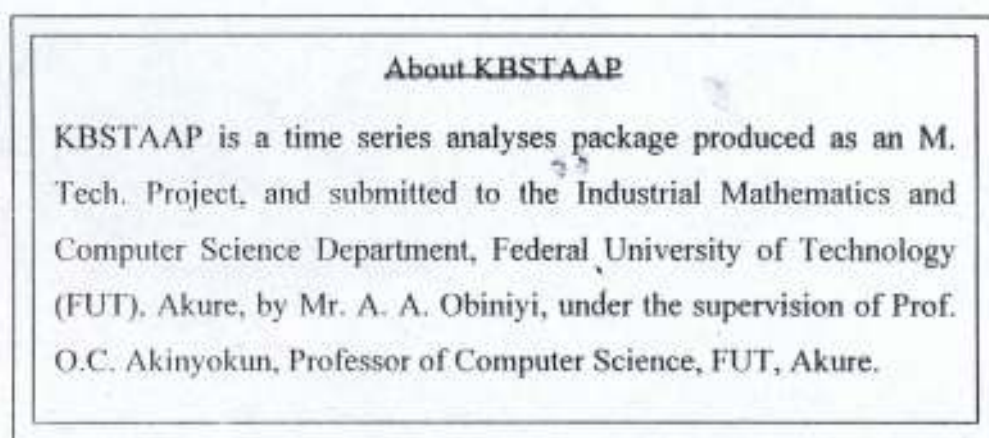 About KBSTAAP
KBSTAAP is a time series analyses package produced as an M.
Tech. Project, and submitted to the Industrial Mathematics and
Computer Science Department, Federal University of Technology
(FUT), Akure, by Mr. A. A. Obiniyi, under the supervision of Prof.
O.C. Akinyokun, Professor of Computer Science, FUT, Akure.